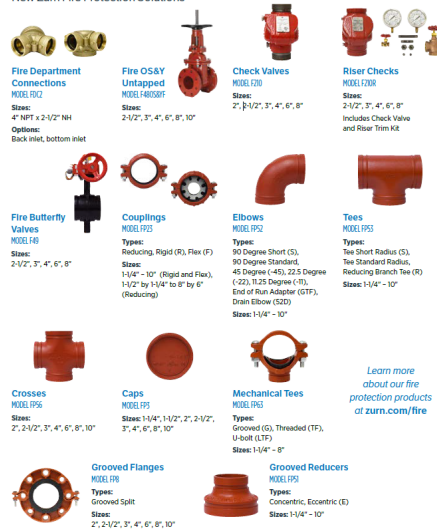 New Zurn Fire Protection Solutions
Fire Department
Connections
MODEL FDC2
Sizes:
4" NPT x 2-1/2" NH
Options:
Back inlet, bottom inlet
Fire OS&Y
Untapped
MODEL F48OS&YF
Sizes:
2-1/2", 3", 4", 6", 8", 10"
Check Valves
MODEL FZ10
Sizes:
2", 2-1/2", 3", 4", 6", 8"
Riser Checks
MODEL FZ10R
Sizes:
2-1/2", 3", 4", 6", 8"
Includes Check Valve
and Riser Trim Kit
Fire Butterfly
Valves
MODEL F49
Sizes:
2-1/2", 3", 4", 6", 8"
Couplings
MODEL FP23
Types:
Reducing, Rigid (R), Flex (F)
Sizes:
1-1/4" – 10" (Rigid and Flex),
1-1/2" by 1-1/4" to 8" by 6"
(Reducing)
Elbows
MODEL FP52
Types:
90 Degree Short (S),
90 Degree Standard,
45 Degree (-45), 22.5 Degree
(-22), 11.25 Degree (-11),
End of Run Adapter (GTF),
Drain Elbow (52D)
Sizes: 1-1/4" – 10"
Tees
MODEL FP53
Types:
Tee Short Radius (S),
Tee Standard Radius,
Reducing Branch Tee (R)
Sizes: 1-1/4" – 10"
Crosses
MODEL FP56
Sizes:
2", 2-1/2", 3", 4", 6", 8", 10"
Caps
MODEL FP3
Sizes: 1-1/4", 1-1/2", 2", 2-1/2",
3", 4", 6", 8", 10"
Mechanical Tees
MODEL FP63
Types:
Grooved (G), Threaded (TF),
U-bolt (LTF)
Sizes: 1-1/4" – 8"
Learn more
about our fire
protection products
at zurn.com/fire
Grooved Flanges
MODEL FP8
Types:
Grooved Split
Sizes:
2", 2-1/2", 3", 4", 6", 8", 10"
Grooved Reducers
MODEL FP51
Types:
Concentric, Eccentric (E)
Sizes: 1-1/4" – 10"